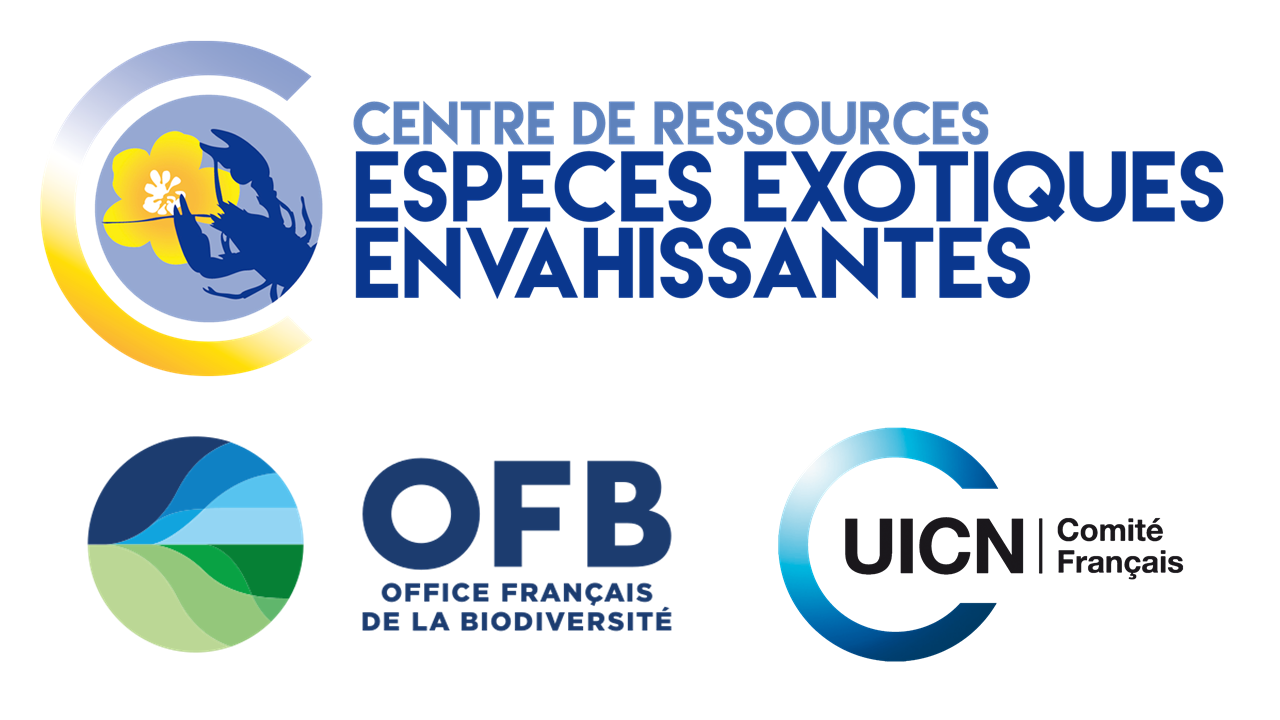 CENTRE DE RESSOURCES
ESPECES EXOTIQUES
ENVAHISSANTES
OFB
OFFICE FRANÇAIS
DE LA BIODIVERSITÉ
UICN
Comité
Français